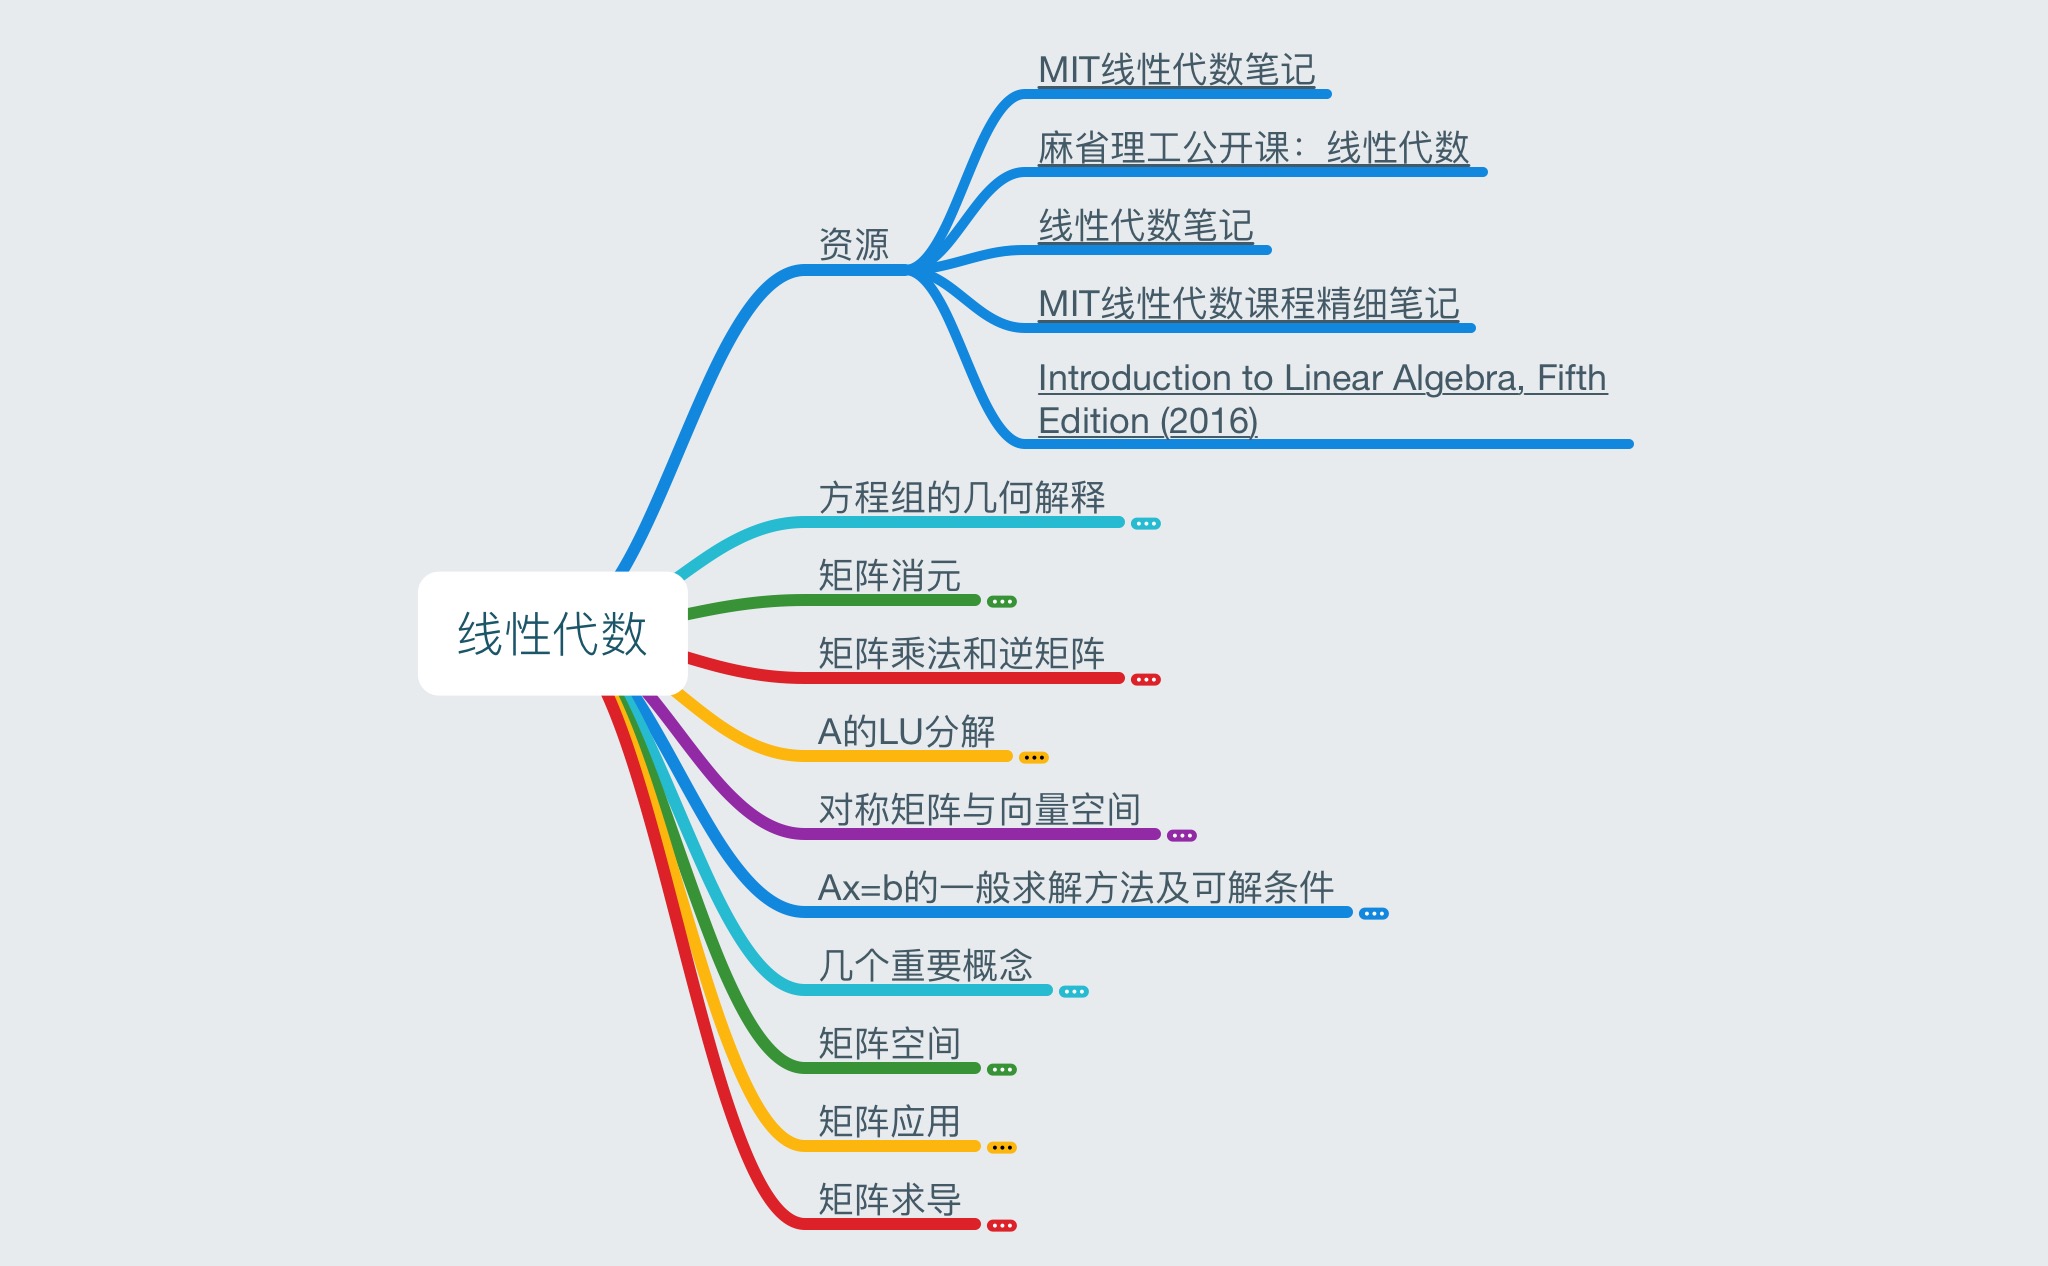 MIT线性代数笔记
麻省理工公开课：线性代数
线性代数笔记
MIT线性代数课程精细笔记
Introduction to Linear Algebra, Fifth
Edition (2016)
资源
方程组的几何解释
矩阵消元
矩阵乘法和逆矩阵
A的LU分解
对称矩阵与向量空间
Ax=b的一般求解方法及可解条件
几个重要概念
矩阵空间
矩阵应用
矩阵求导
线性代数